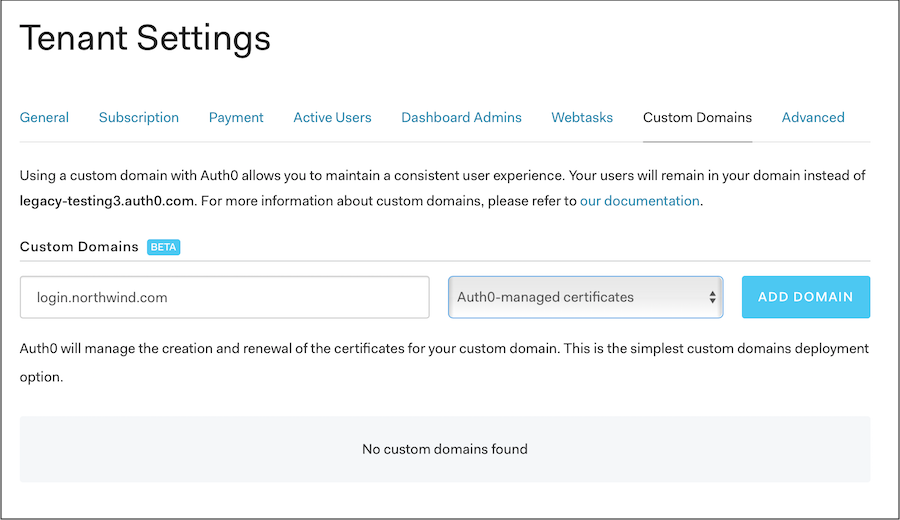 Tenant Settings
General Subscription Payment Active Users Dashboard Admins Webtasks Custom Domains Advanced
Using a custom domain with Auth0 allows you to maintain a consistent user experience. Your users will remain in your domain instead of
legacy-testing3.auth0.com. For more information about custom domains, please refer to our documentation.
Custom Domains BETA
login.northwind.com Auth0-managed certificates ADD DOMAIN
Auth0 will manage the creation and renewal of the certificates for your custom domain. This is the simplest custom domains deployment
option.
No custom domains found